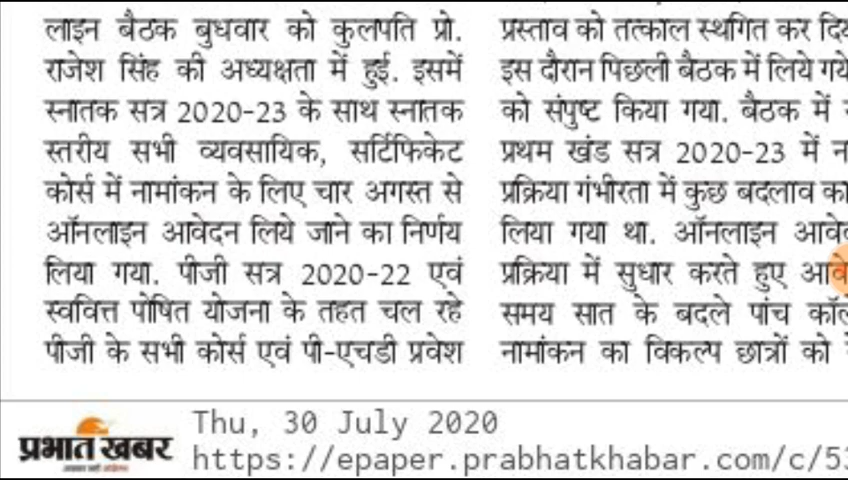 लाइन बैठक बुधवार को कुलपति प्रो.
राजेश सिंह की अध्यक्षता में हुई. इसमें
स्नातक सत्र 2020-23 के साथ स्नातक
स्तरीय सभी व्यवसायिक, सर्टिफिकेट
कोर्स में नामांकन के लिए चार अगस्त से
ऑनलाइन आवेदन लिये जाने का निर्णय
लिया गया. पीजी सत्र 2020-22 एवं
स्ववित्त पोषित योजना के तहत चल रहे
पीजी के सभी कोर्स एवं पी-एचडी प्रवेश
प्रस्ताव को तत्काल स्थगित कर
इस दौरान पिछली बैठक में लिये गये
को संपुष्ट किया गया. बैठक में
प्रथम खंड सत्र 2020-23 में
प्रक्रिया गंभीरता में कुछ बदलाव का
लिया गया था. ऑनलाइन
प्रक्रिया में सुधार करते हुए
समय सात के बदले पांच
नामांकन का विकल्प छात्रों को
प्रभात खबर
Thu, 30 July 2020
https://epaper.prabhatkhabar.com/c/53